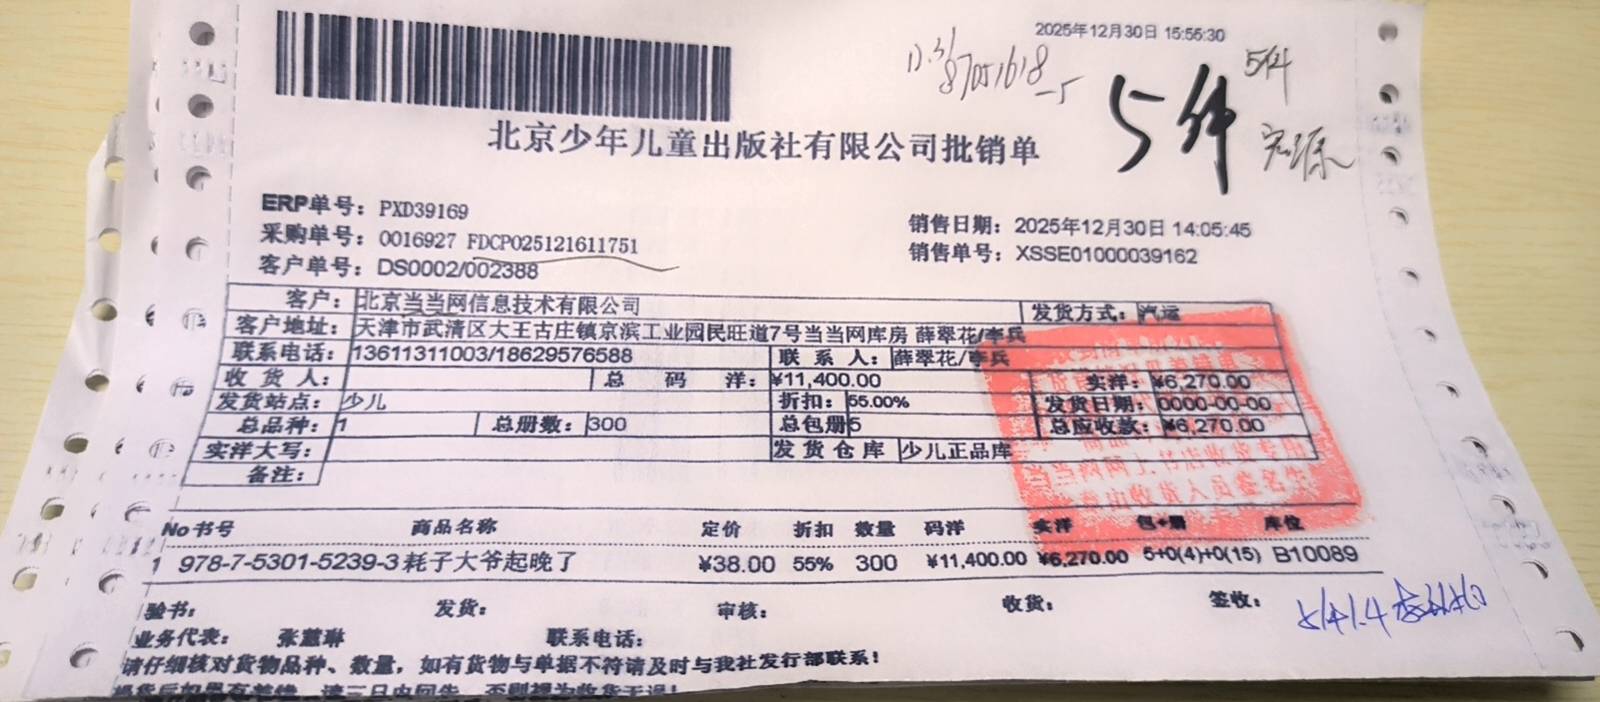 2025年12月30日 15:55:30
5件
5件
北京少年儿童出版社有限公司批销单
ERP单号: PXD39169
采购单号: 0016927 FDCP025121611751
客户单号: DS0002/002388
销售日期: 2025年12月30日 14:05:45
销售单号: XSSE01000039162
客户: 北京当当网信息技术有限公司 发货方式: 汽运
客户地址: 天津市武清区大王古庄镇京滨工业园民旺道7号当当网库房 薛翠花/李兵
联系电话: 13611311003/18629576588 联 系 人: 薛翠花/李兵
收 货 人: 总 码 洋: ¥11,400.00 实洋: ¥6,270.00
发货站点: 少儿 折扣: 55.00% 发货日期: 0000-00-00
总品种: 1 总册数: 300 总包册5 总应收款: ¥6,270.00
实洋大写: 发 货 仓 库 少儿正品库
备注:
当当网网上书店收货专用
No 书号 商品名称 定价 折扣 数量 码洋 实洋 包+册 库位
1 978-7-5301-5239-3 耗子大爷起晚了 ¥38.00 55% 300 ¥11,400.00 ¥6,270.00 5+0(4)+0(15) B10089
验书: 发货: 审核: 收货: 签收:
业务代表: 张慧琳 联系电话:
请仔细核对货物品种、数量，如有货物与单据不符请及时与我社发行部联系!